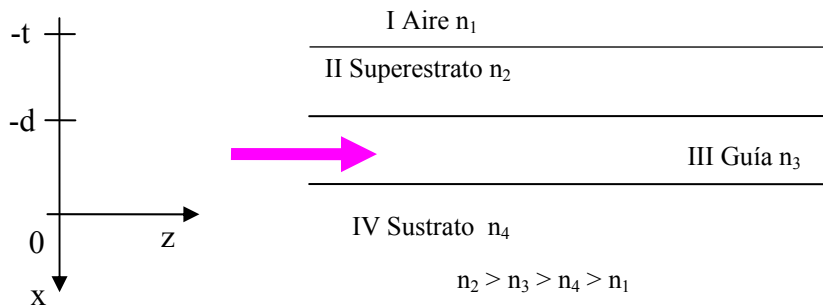 -t
I Aire n₁
II Superestrato n₂
-d
III Guía n₃
0
z
IV Sustrato n₄
x
n₂ > n₃ > n₄ > n₁